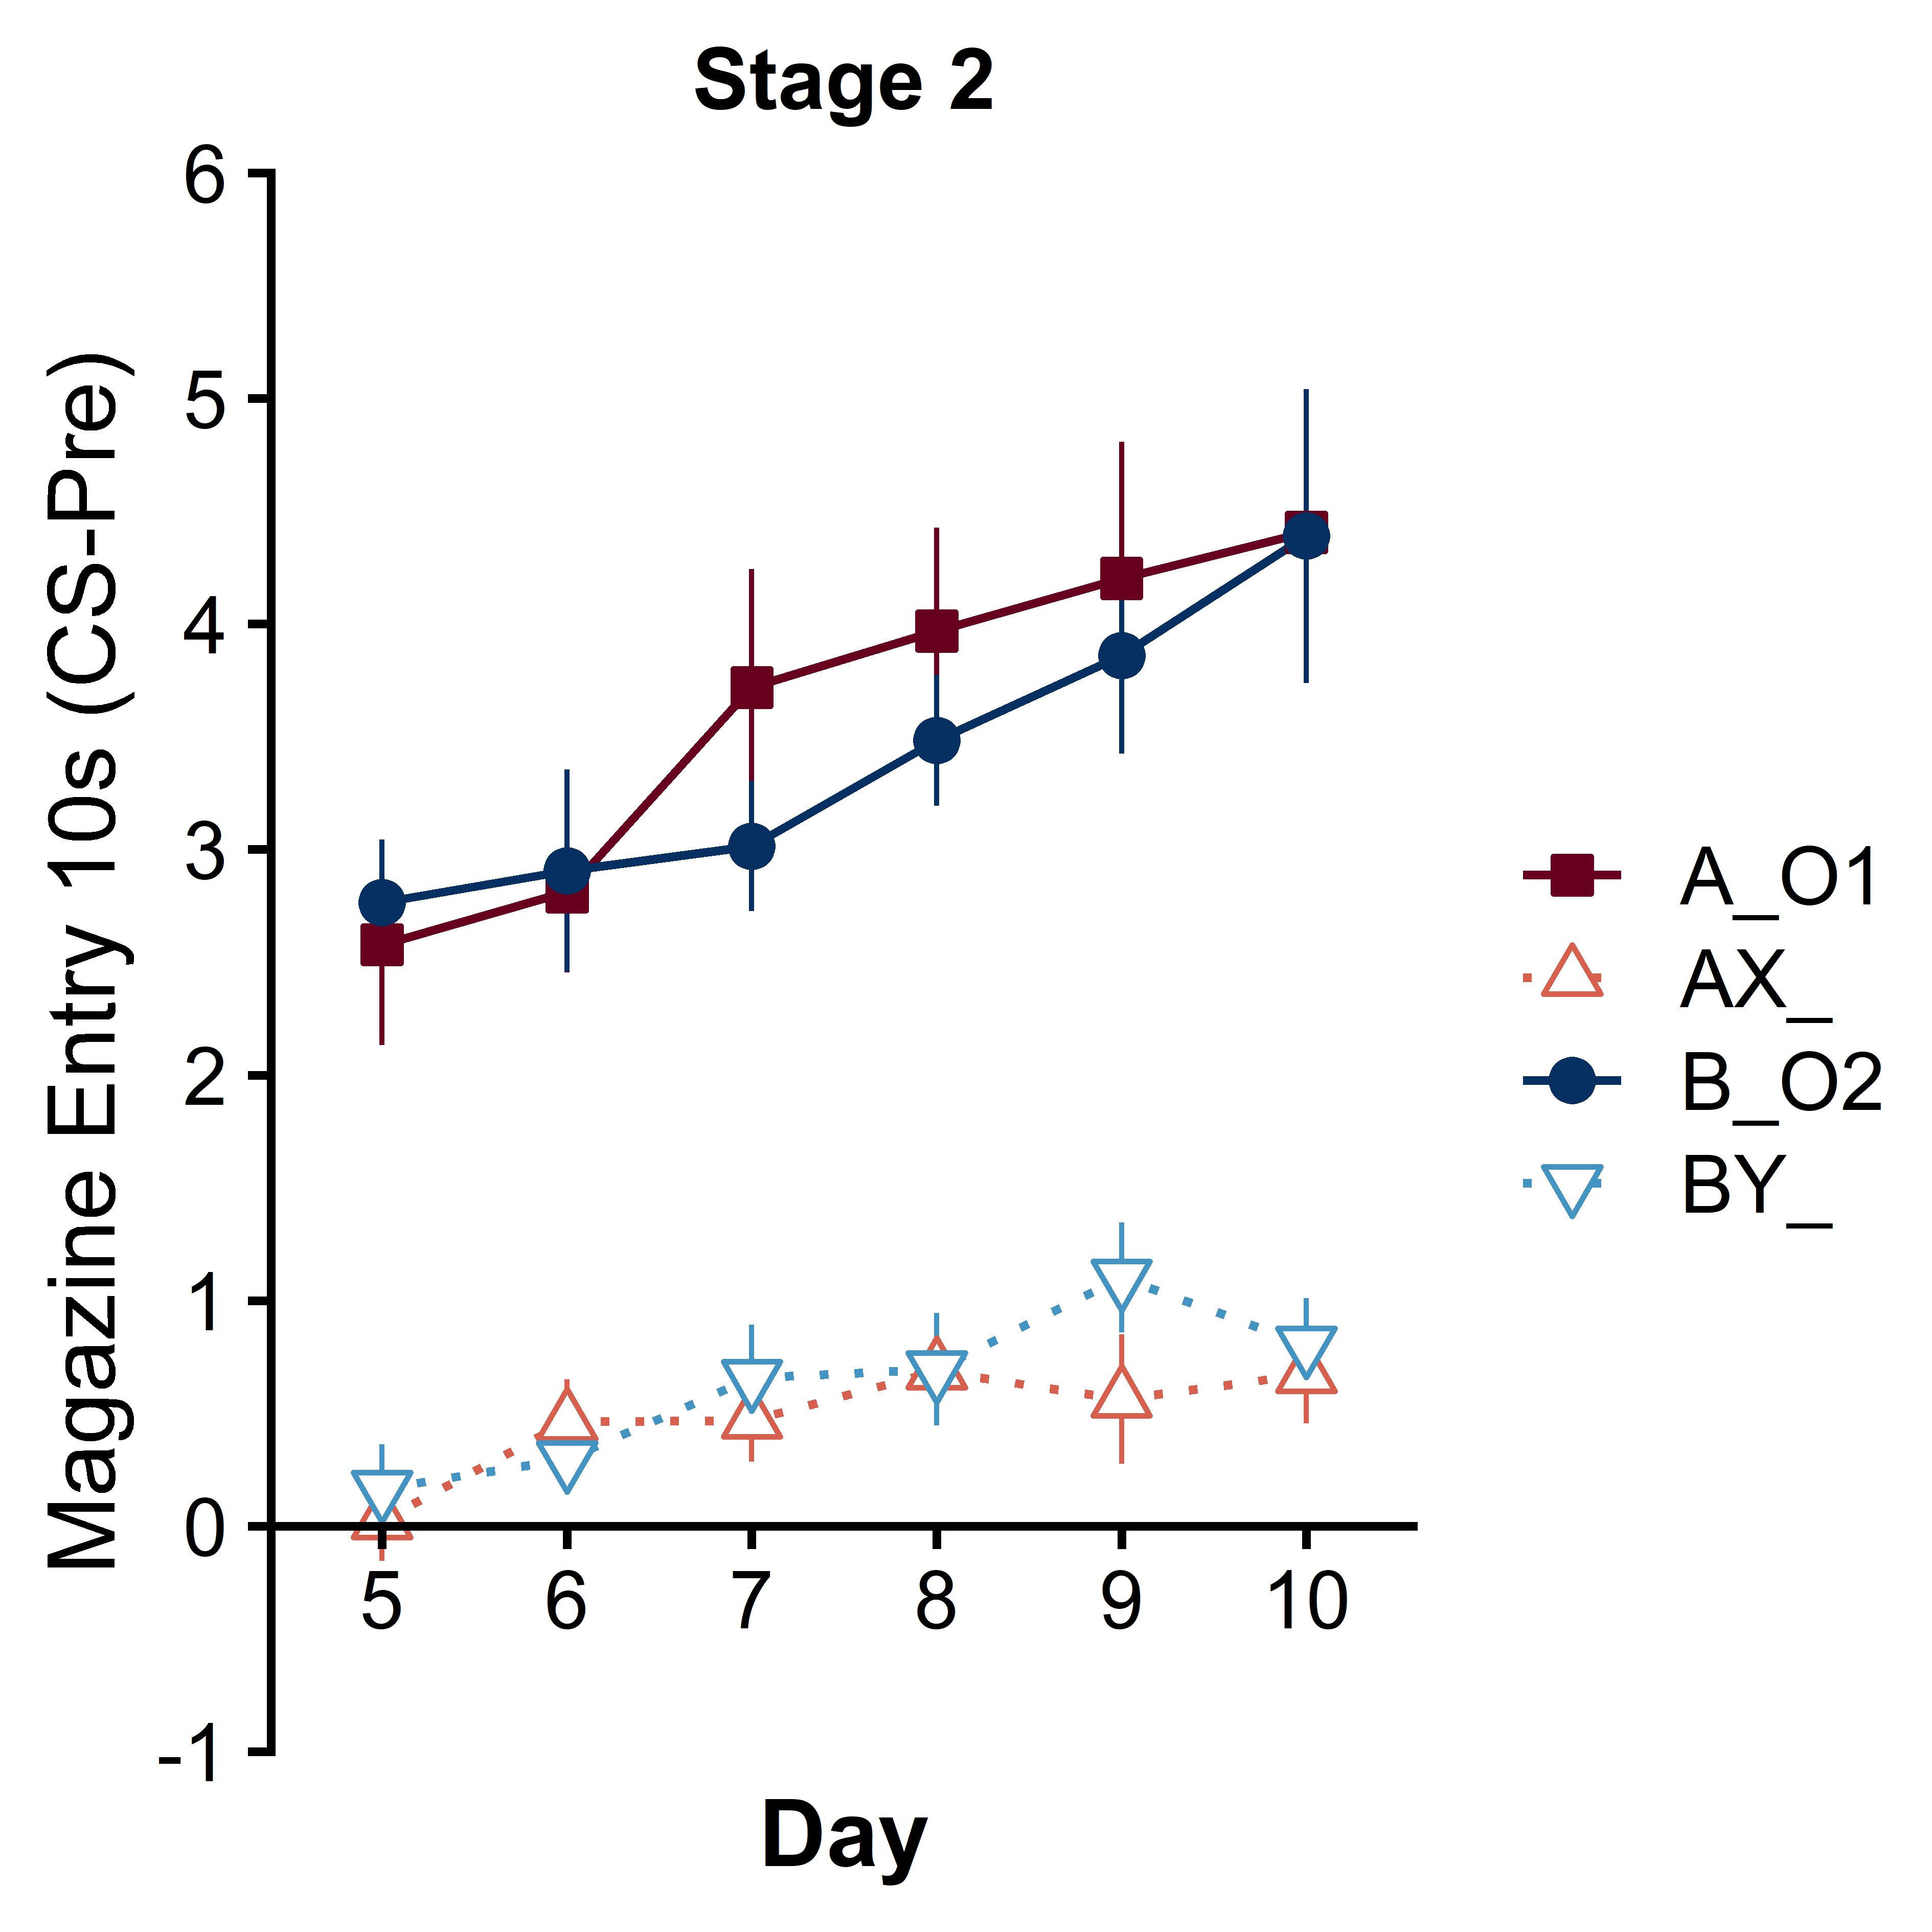 Stage 2
Magazine Entry 10s (CS-Pre)
6
5
4
3
2
1
0
-1
5 6 7 8 9 10
Day
A_O1
AX_
B_O2
BY_